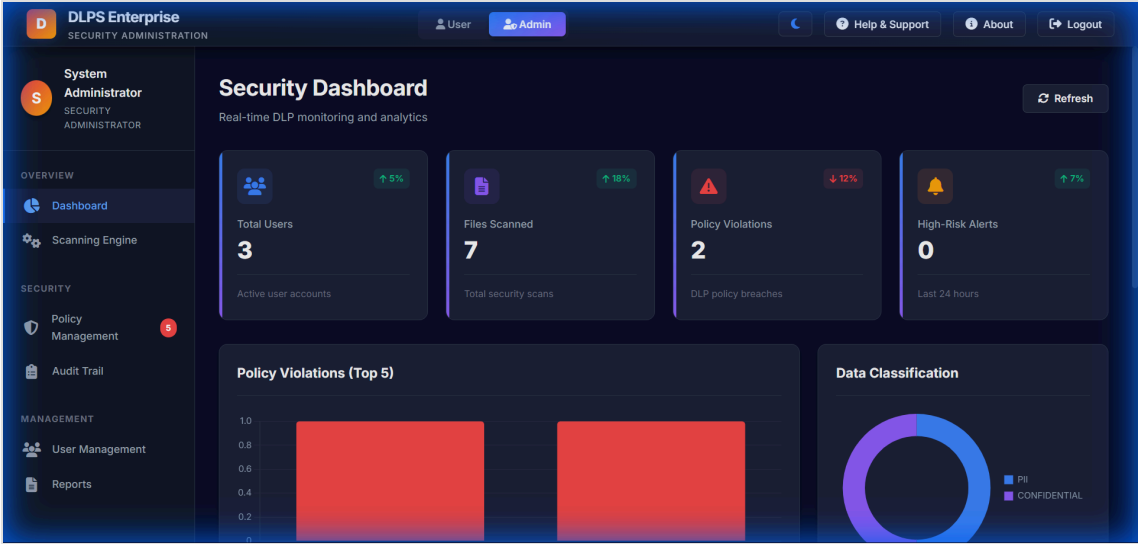 D
DLPS Enterprise
SECURITY ADMINISTRATION
User
Admin
Help & Support
About
Logout
S
System
Administrator
SECURITY
ADMINISTRATOR
OVERVIEW
Dashboard
Scanning Engine
SECURITY
Policy
Management
5
Audit Trail
MANAGEMENT
User Management
Reports
Security Dashboard
Real-time DLP monitoring and analytics
Refresh
5%
Total Users
3
Active user accounts
18%
Files Scanned
7
Total security scans
12%
Policy Violations
2
DLP policy breaches
7%
High-Risk Alerts
0
Last 24 hours
Policy Violations (Top 5)
1.0
0.8
0.6
0.4
0.2
0
Data Classification
PII
CONFIDENTIAL